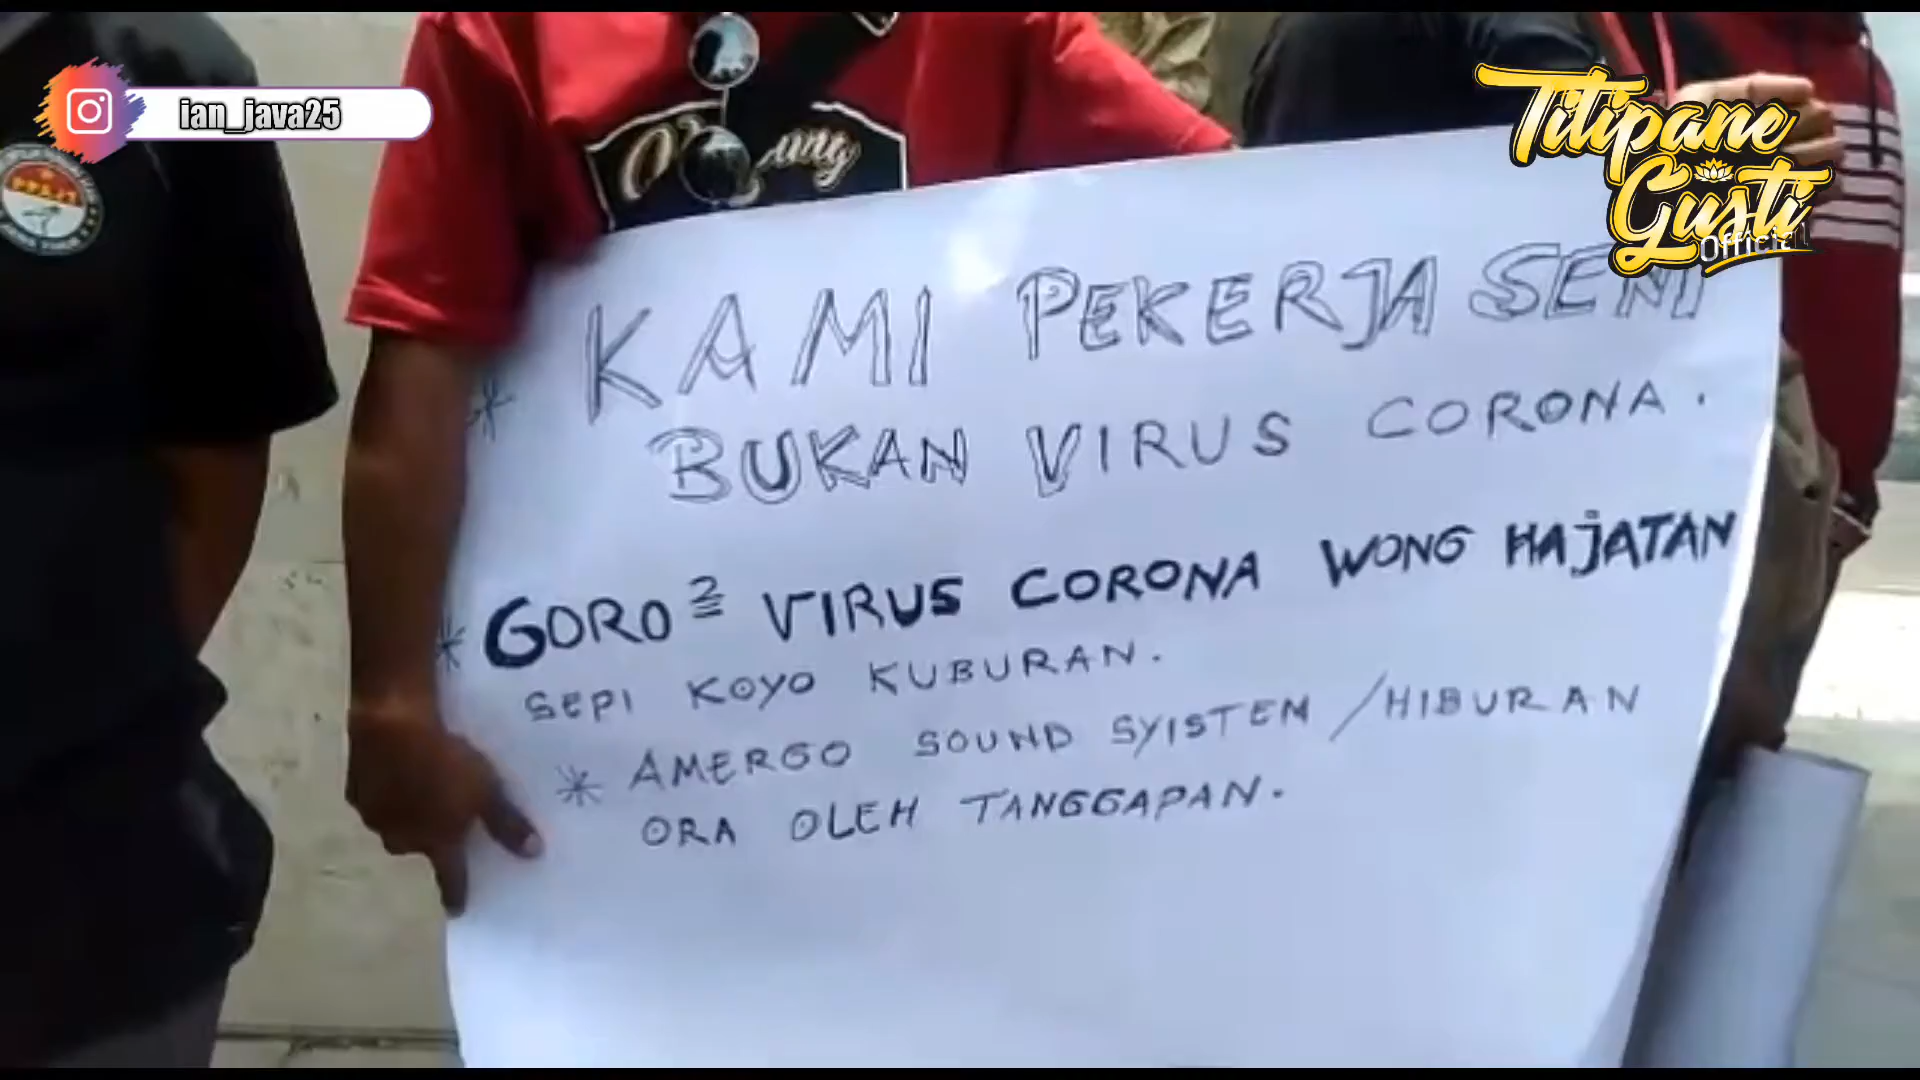 ian_java25
Titipane
Gusti
Official
* KAMI PEKERJA SENI
BUKAN VIRUS CORONA.
* GORO² VIRUS CORONA WONG HAJATAN
SEPI KOYO KUBURAN.
* AMERGO SOUND SYISTEM / HIBURAN
ORA OLEH TANGGAPAN.